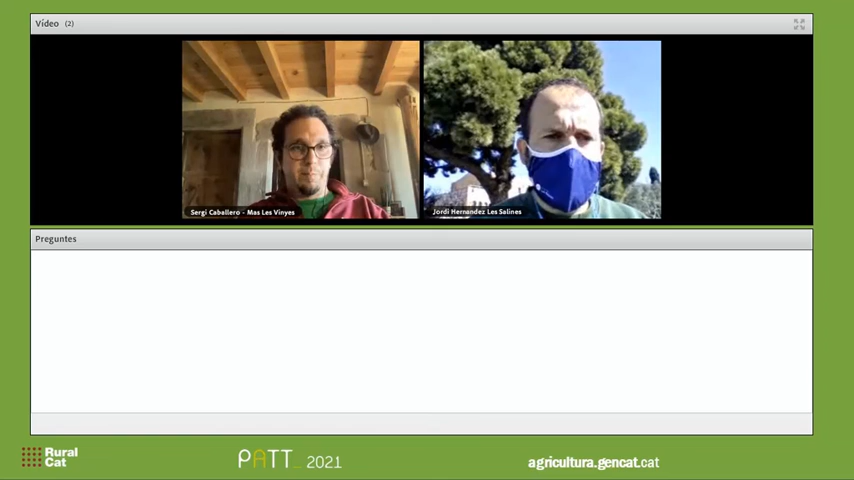 Vídeo (2)
Sergi Caballero - Mas Les Vinyes
Jordi Hernandez Les Salines
Preguntes
Rural
Cat
PATT 2021
agricultura.gencat.cat